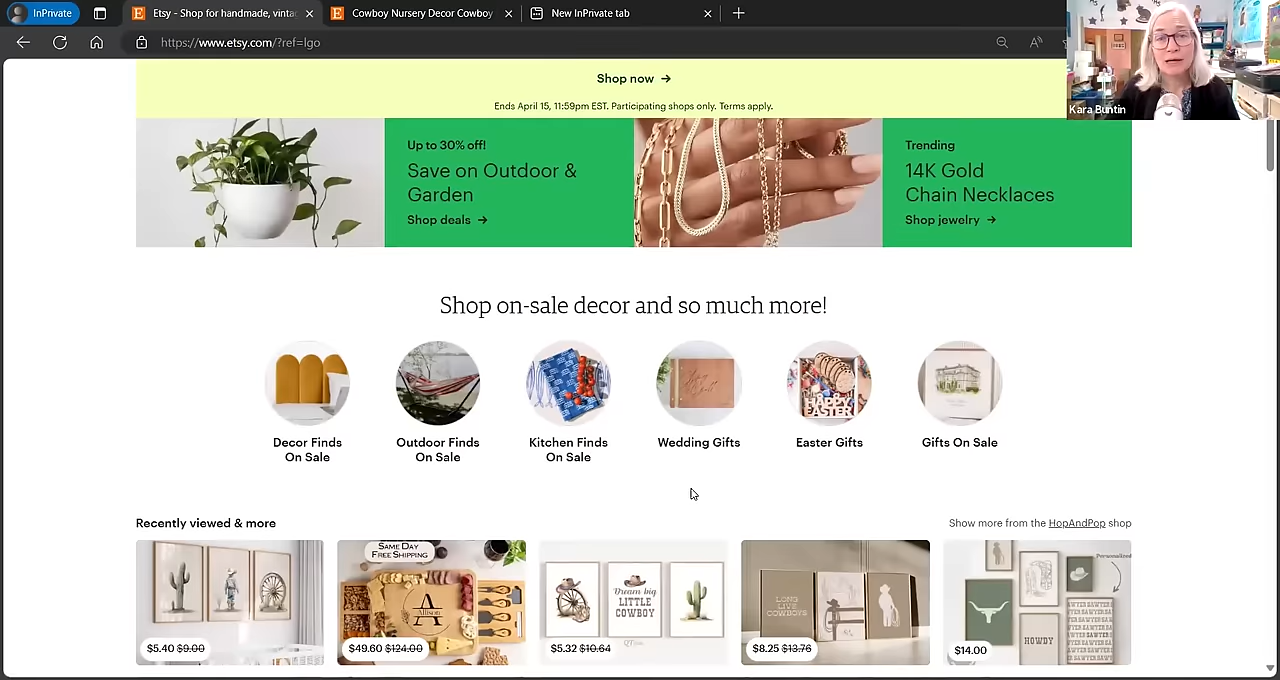 InPrivate
Etsy - Shop for handmade, vinta
Cowboy Nursery Decor Cowboy
New InPrivate tab
https://www.etsy.com/?ref=lgo
Kara Buntin
Shop now →
Ends April 15, 11:59pm EST. Participating shops only. Terms apply.
Up to 30% off!
Save on Outdoor &
Garden
Shop deals →
Trending
14K Gold
Chain Necklaces
Shop jewelry →
Shop on-sale decor and so much more!
HAPPY
EASTER
Decor Finds
On Sale
Outdoor Finds
On Sale
Kitchen Finds
On Sale
Wedding Gifts
Easter Gifts
Gifts On Sale
Recently viewed & more
Show more from the HopAndPop shop
$5.40 $9.00
SAME DAY
FREE SHIPPING
A
Allison
$49.60 $124.00
Dream big
LITTLE
COWBOY
$5.32 $10.64
LONG
LIVE
COWBOYS
$8.25 $13.76
Personalized
HOWDY
$14.00